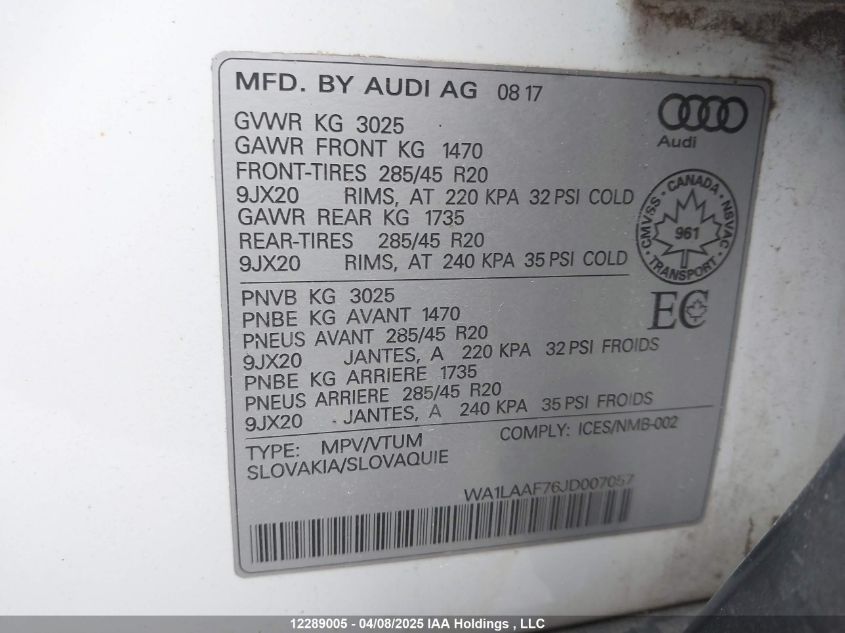 MFD. BY AUDI AG 08 17
Audi
GVWR KG 3025
GAWR FRONT KG 1470
FRONT-TIRES 285/45 R20
9JX20 RIMS, AT 220 KPA 32 PSI COLD
GAWR REAR KG 1735
REAR-TIRES 285/45 R20
9JX20 RIMS, AT 240 KPA 35 PSI COLD
CMVSS - CANADA - NSVAC
961
TRANSPORT
PNVB KG 3025
PNBE KG AVANT 1470
PNEUS AVANT 285/45 R20
9JX20 JANTES, A 220 KPA 32 PSI FROIDS
PNBE KG ARRIERE 1735
PNEUS ARRIERE 285/45 R20
9JX20 JANTES, A 240 KPA 35 PSI FROIDS
EC
TYPE: MPV/VTUM COMPLY: ICES/NMB-002
SLOVAKIA/SLOVAQUIE
WA1LAAF76JD007057
12289005 - 04/08/2025 IAA Holdings , LLC